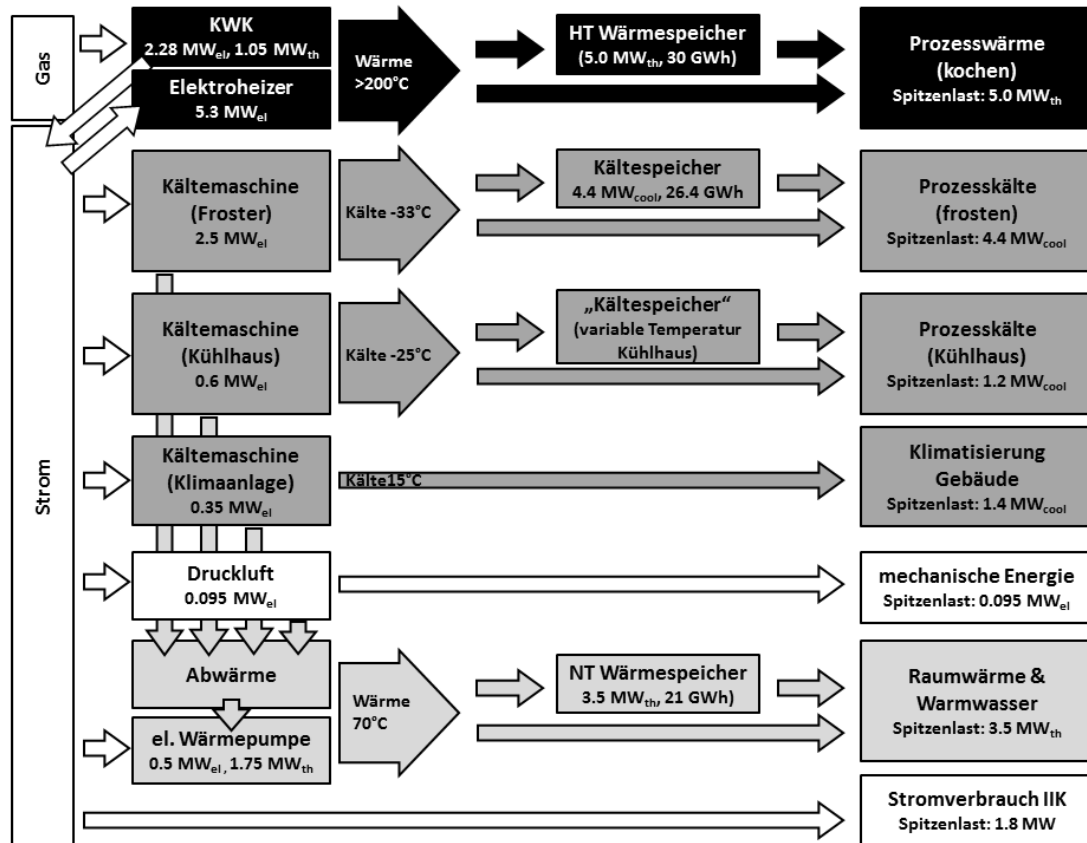 Gas
Strom
KWK
2.28 MWel, 1.05 MWth
Elektroheizer
5.3 MWel
Wärme
>200°C
HT Wärmespeicher
(5.0 MWth, 30 GWh)
Prozesswärme
(kochen)
Spitzenlast: 5.0 MWth
Kältemaschine
(Froster)
2.5 MWel
Kälte -33°C
Kältespeicher
4.4 MWcool, 26.4 GWh
Prozesskälte
(frosten)
Spitzenlast: 4.4 MWcool
Kältemaschine
(Kühlhaus)
0.6 MWel
Kälte -25°C
„Kältespeicher“
(variable Temperatur
Kühlhaus)
Prozesskälte
(Kühlhaus)
Spitzenlast: 1.2 MWcool
Kältemaschine
(Klimaanlage)
0.35 MWel
Kälte15°C
Klimatisierung
Gebäude
Spitzenlast: 1.4 MWcool
Druckluft
0.095 MWel
mechanische Energie
Spitzenlast: 0.095 MWel
Abwärme
el. Wärmepumpe
0.5 MWel, 1.75 MWth
Wärme
70°C
NT Wärmespeicher
3.5 MWth, 21 GWh)
Raumwärme &
Warmwasser
Spitzenlast: 3.5 MWth
Stromverbrauch IIK
Spitzenlast: 1.8 MW